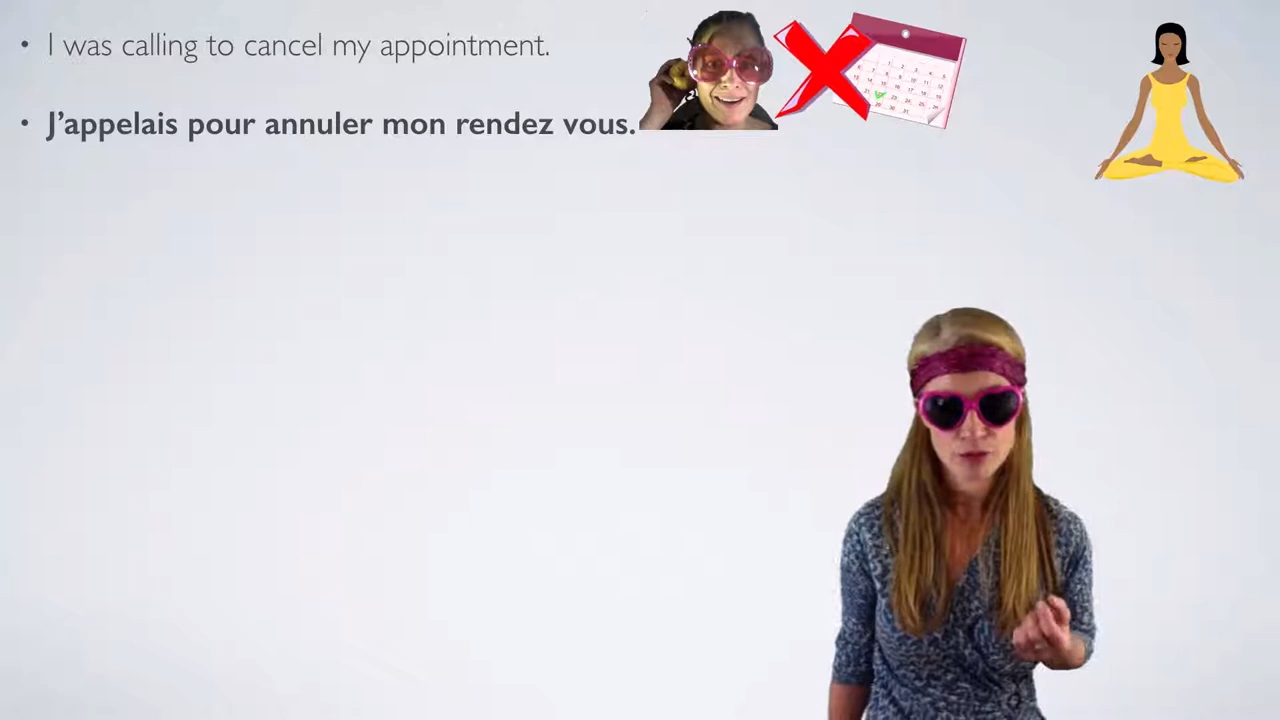 • I was calling to cancel my appointment.
• J'appelais pour annuler mon rendez vous.